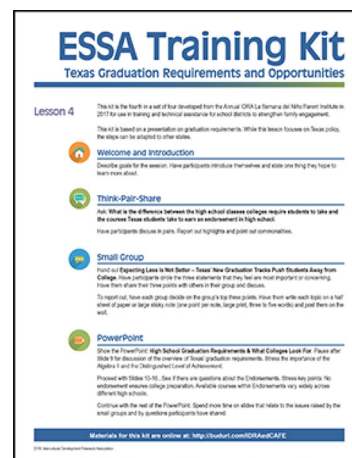 ESSA Training Kit
Texas Graduation Requirements and Opportunities
Lesson 4
This kit is the fourth in a set of four developed from the Annual IDRA La Semana del Niño Parent Institute in
2017 for use in training and technical assistance for school districts to strengthen family engagement.
This kit is based on a presentation on graduation requirements. While this lesson focuses on Texas policy,
the steps can be adapted to other states.
Welcome and Introduction
Describe goals for the session. Have participants introduce themselves and state one thing they hope to
learn more about.
Think-Pair-Share
Ask: What is the difference between the high school classes colleges require students to take and
the courses Texas students take to earn an endorsement in high school.
Have participants discuss in pairs. Report out highlights and point out commonalities.
Small Group
Hand out Expecting Less is Not Better – Texas' New Graduation Tracks Push Students Away from
College. Have participants circle the three statements that they feel are most important or concerning.
Have them share their three points with others in their group and discuss.
To report out, have each group decide on the group's top three points. Have them write each point on a half
sheet of paper or large sticky note (one point per note, large print, three to five words) and post them on the
wall.
PowerPoint
Show the PowerPoint: High School Graduation Requirements & What Colleges Look For. Pause after
Slide 9 for discussion of the overview of Texas' graduation requirements. Stress the importance of the
Algebra II and the Distinguished Level of Achievement.
Proceed with Slides 10-16. See if there are questions about the Endorsements. Stress key points: No
endorsement ensures college preparation. Available courses within Endorsements vary widely across
different high schools.
Continue with the rest of the PowerPoint. Spend more time on slides that relate to the issues raised by the
small groups and by questions participants have shared.
Materials for this kit are online at: http://budurl.com/IDRAedCAFE
Intercultural Development Research Association